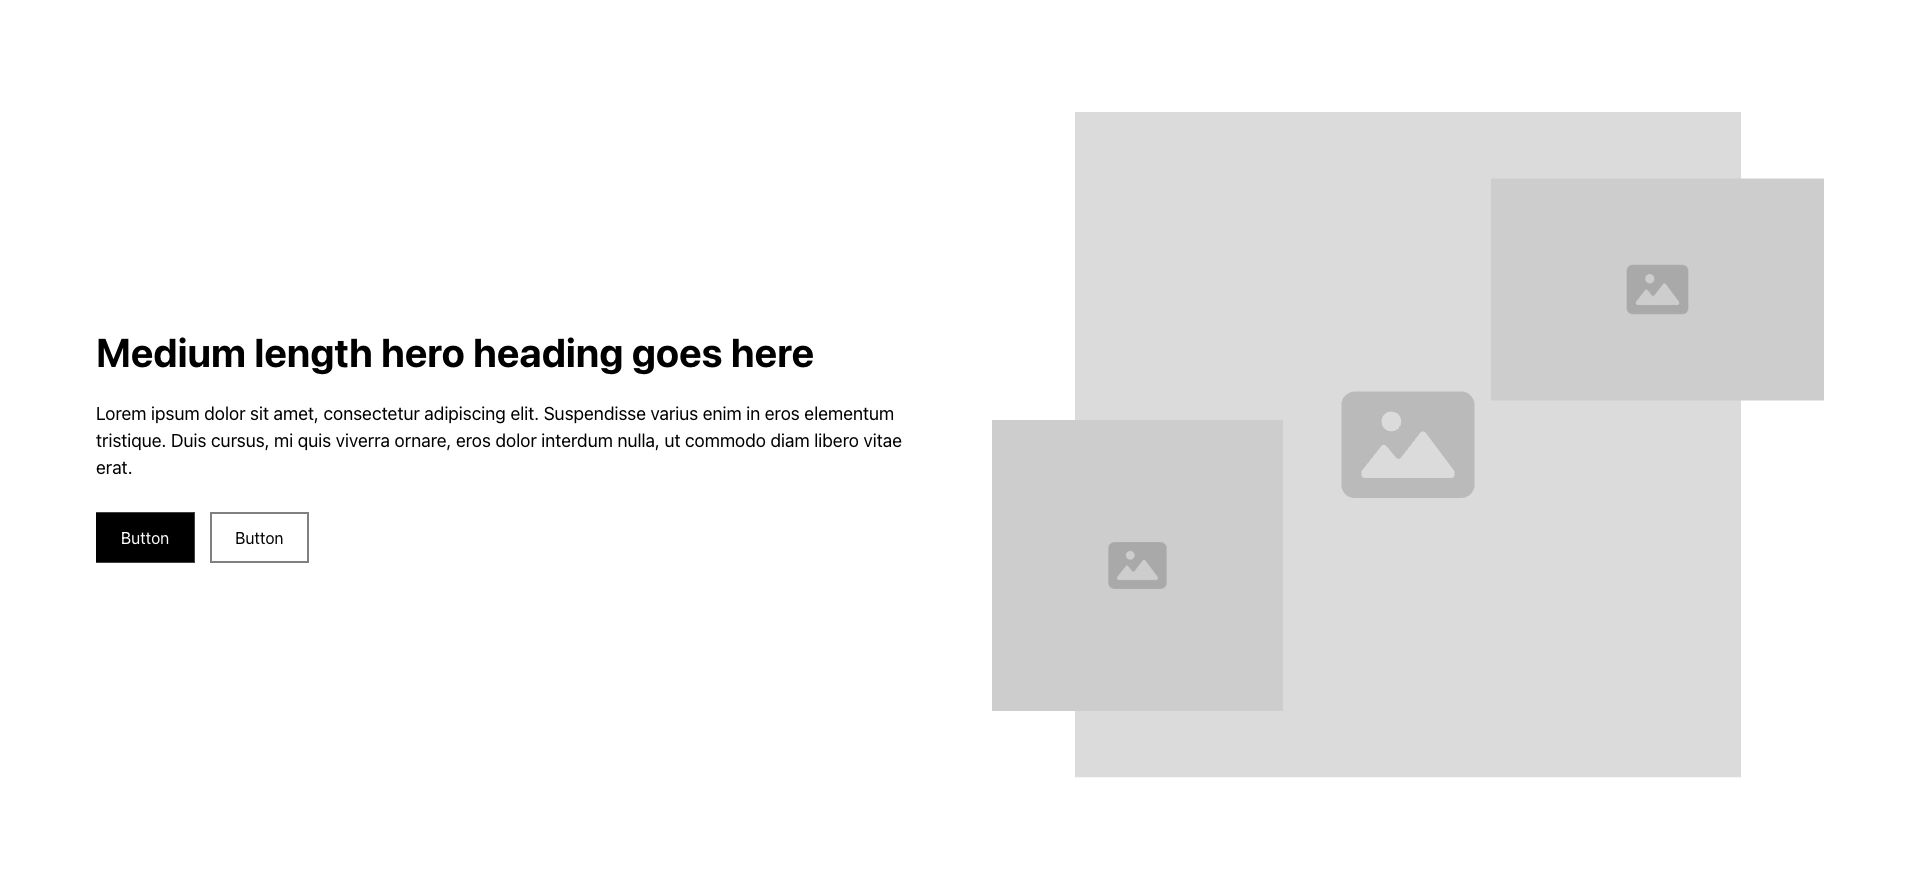 Medium length hero heading goes here
Lorem ipsum dolor sit amet, consectetur adipiscing elit. Suspendisse varius enim in eros elementum
tristique. Duis cursus, mi quis viverra ornare, eros dolor interdum nulla, ut commodo diam libero vitae
erat.
Button
Button